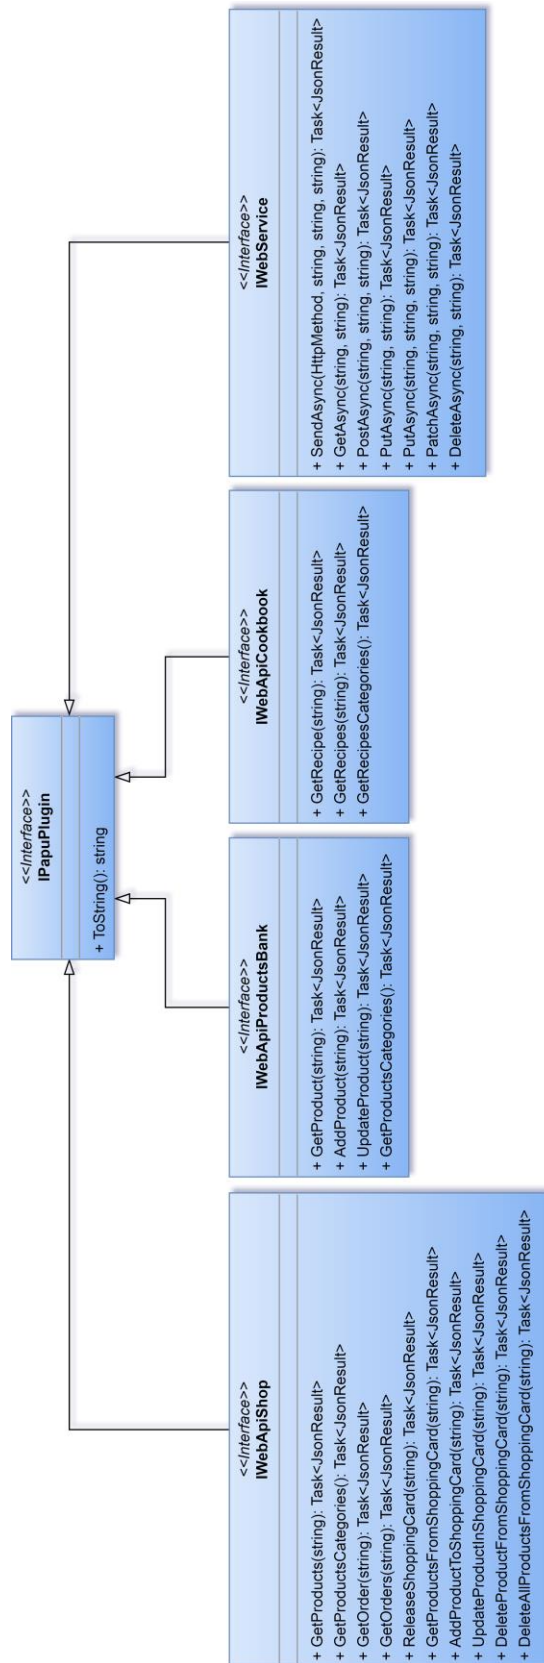 <<Interface>>
IPapuPlugin
+ ToString(): string
<<Interface>>
IWebApiShop
+ GetProducts(string): Task<JsonResult>
+ GetProductsCategories(): Task<JsonResult>
+ GetOrder(string): Task<JsonResult>
+ GetOrders(string): Task<JsonResult>
+ ReleaseShoppingCard(string): Task<JsonResult>
+ GetProductsFromShoppingCard(string): Task<JsonResult>
+ AddProductToShoppingCard(string): Task<JsonResult>
+ UpdateProductInShoppingCard(string): Task<JsonResult>
+ DeleteProductFromShoppingCard(string): Task<JsonResult>
+ DeleteAllProductsFromShoppingCard(string): Task<JsonResult>
<<Interface>>
IWebApiProductsBank
+ GetProduct(string): Task<JsonResult>
+ AddProduct(string): Task<JsonResult>
+ UpdateProduct(string): Task<JsonResult>
+ GetProductsCategories(): Task<JsonResult>
<<Interface>>
IWebApiCookbook
+ GetRecipe(string): Task<JsonResult>
+ GetRecipes(string): Task<JsonResult>
+ GetRecipesCategories(): Task<JsonResult>
<<Interface>>
IWebService
+ SendAsync(HttpMethod, string, string, string): Task<JsonResult>
+ GetAsync(string, string): Task<JsonResult>
+ PostAsync(string, string, string): Task<JsonResult>
+ PutAsync(string, string): Task<JsonResult>
+ PutAsync(string, string, string): Task<JsonResult>
+ PatchAsync(string, string, string): Task<JsonResult>
+ DeleteAsync(string, string): Task<JsonResult>